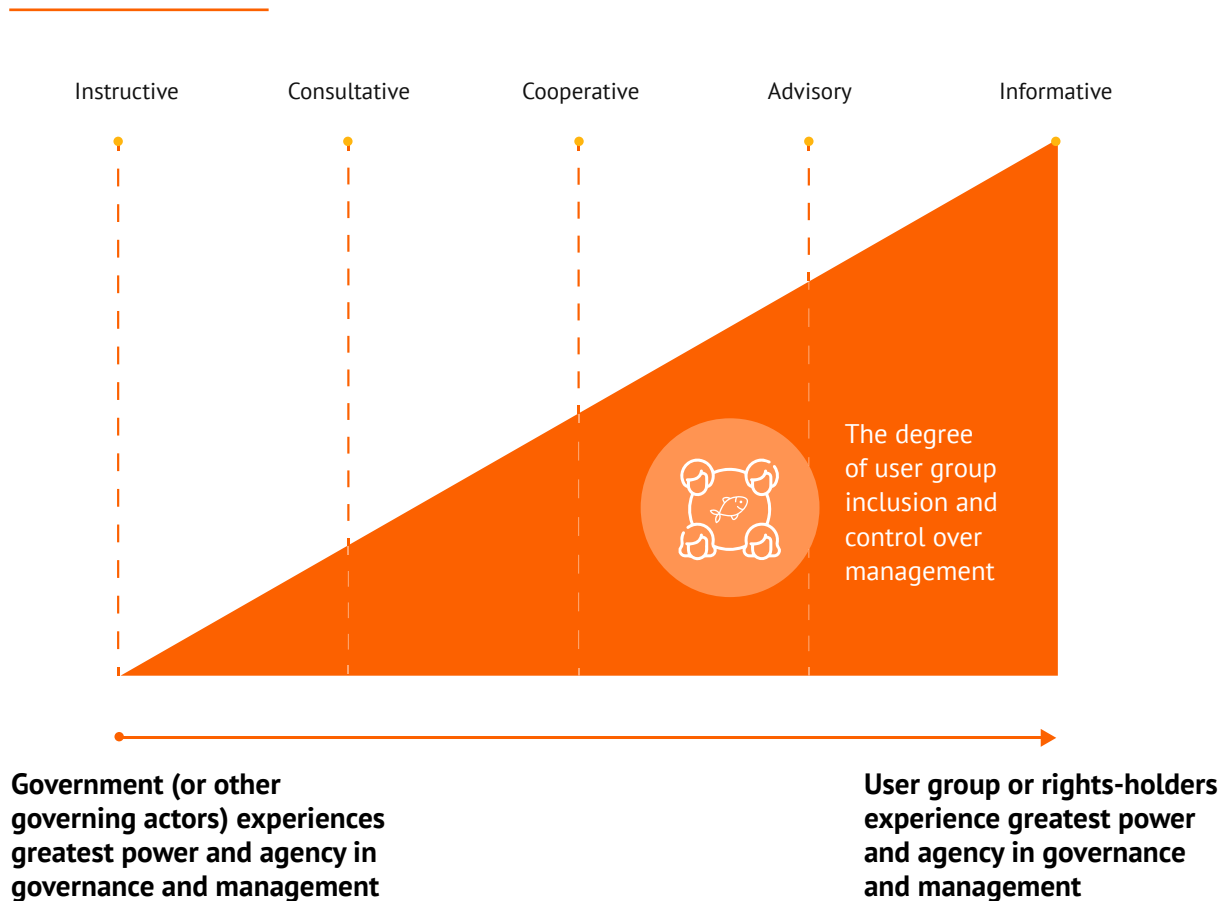 Instructive
Consultative
Cooperative
Advisory
Informative
The degree
of user group
inclusion and
control over
management
Government (or other
governing actors) experiences
greatest power and agency in
governance and management
User group or rights-holders
experience greatest power
and agency in governance
and management